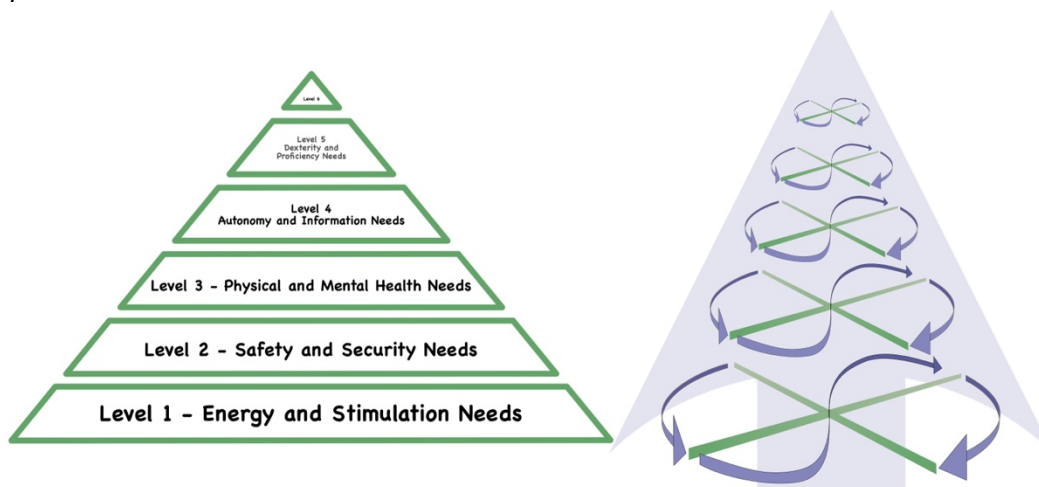 Level 6
Level 5
Dexterity and
Proficiency Needs
Level 4
Autonomy and Information Needs
Level 3 - Physical and Mental Health Needs
Level 2 - Safety and Security Needs
Level 1 - Energy and Stimulation Needs